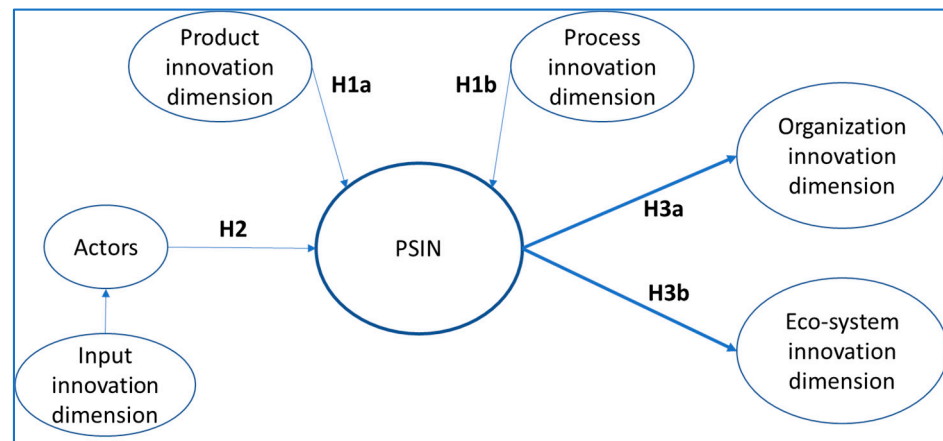 Product
innovation
dimension
H1a
H1b
Process
innovation
dimension
Organization
innovation
dimension
H3a
Actors
H2
PSIN
H3b
Input
innovation
dimension
Eco-system
innovation
dimension